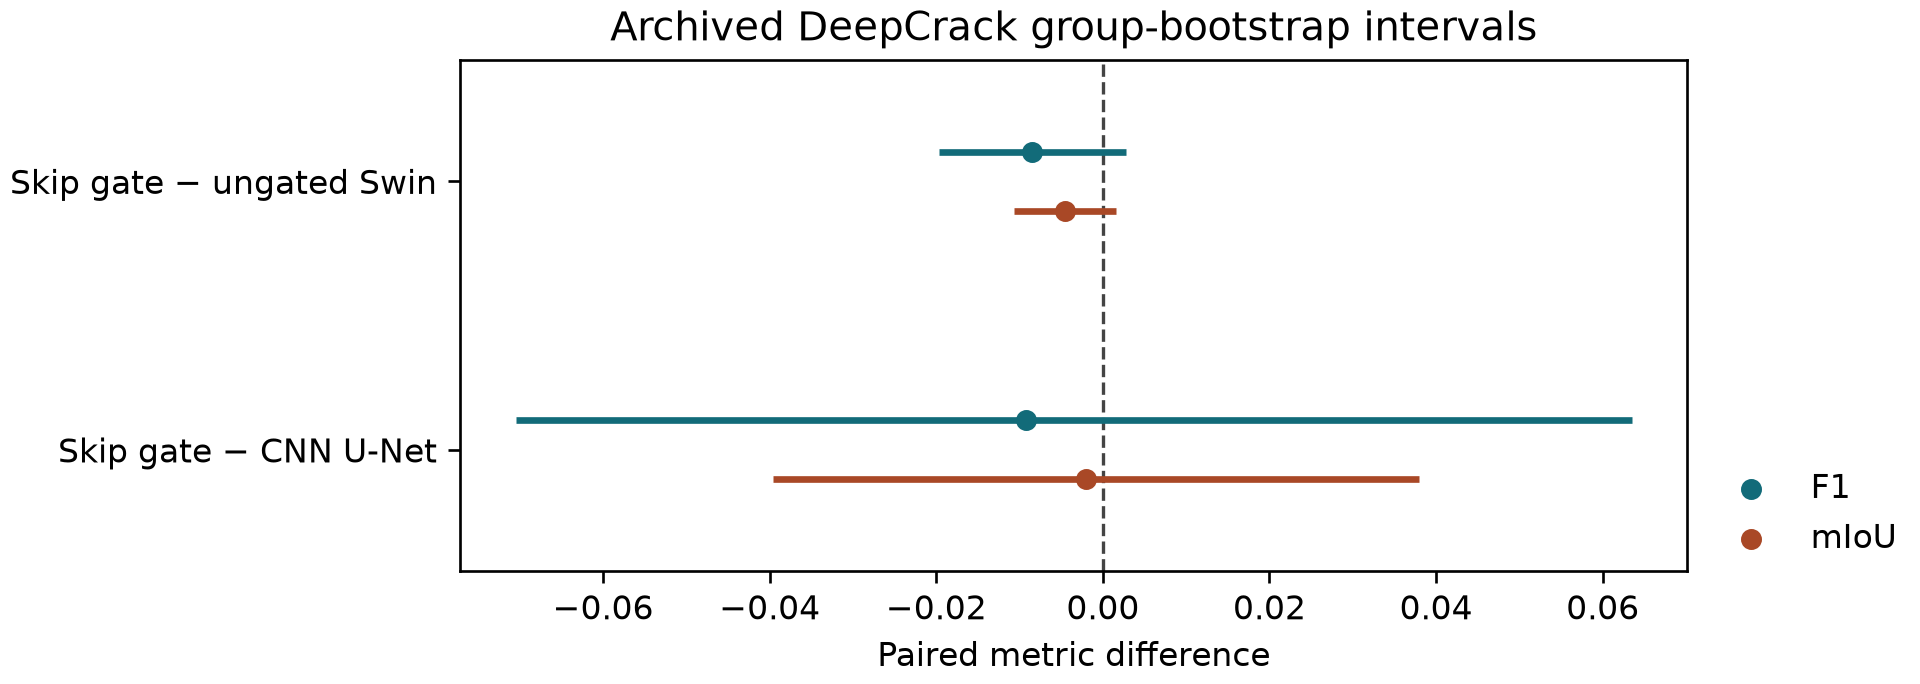 Archived DeepCrack group-bootstrap intervals
Skip gate − ungated Swin
Skip gate − CNN U-Net
F1
mIoU
−0.06 −0.04 −0.02 0.00 0.02 0.04 0.06
Paired metric difference